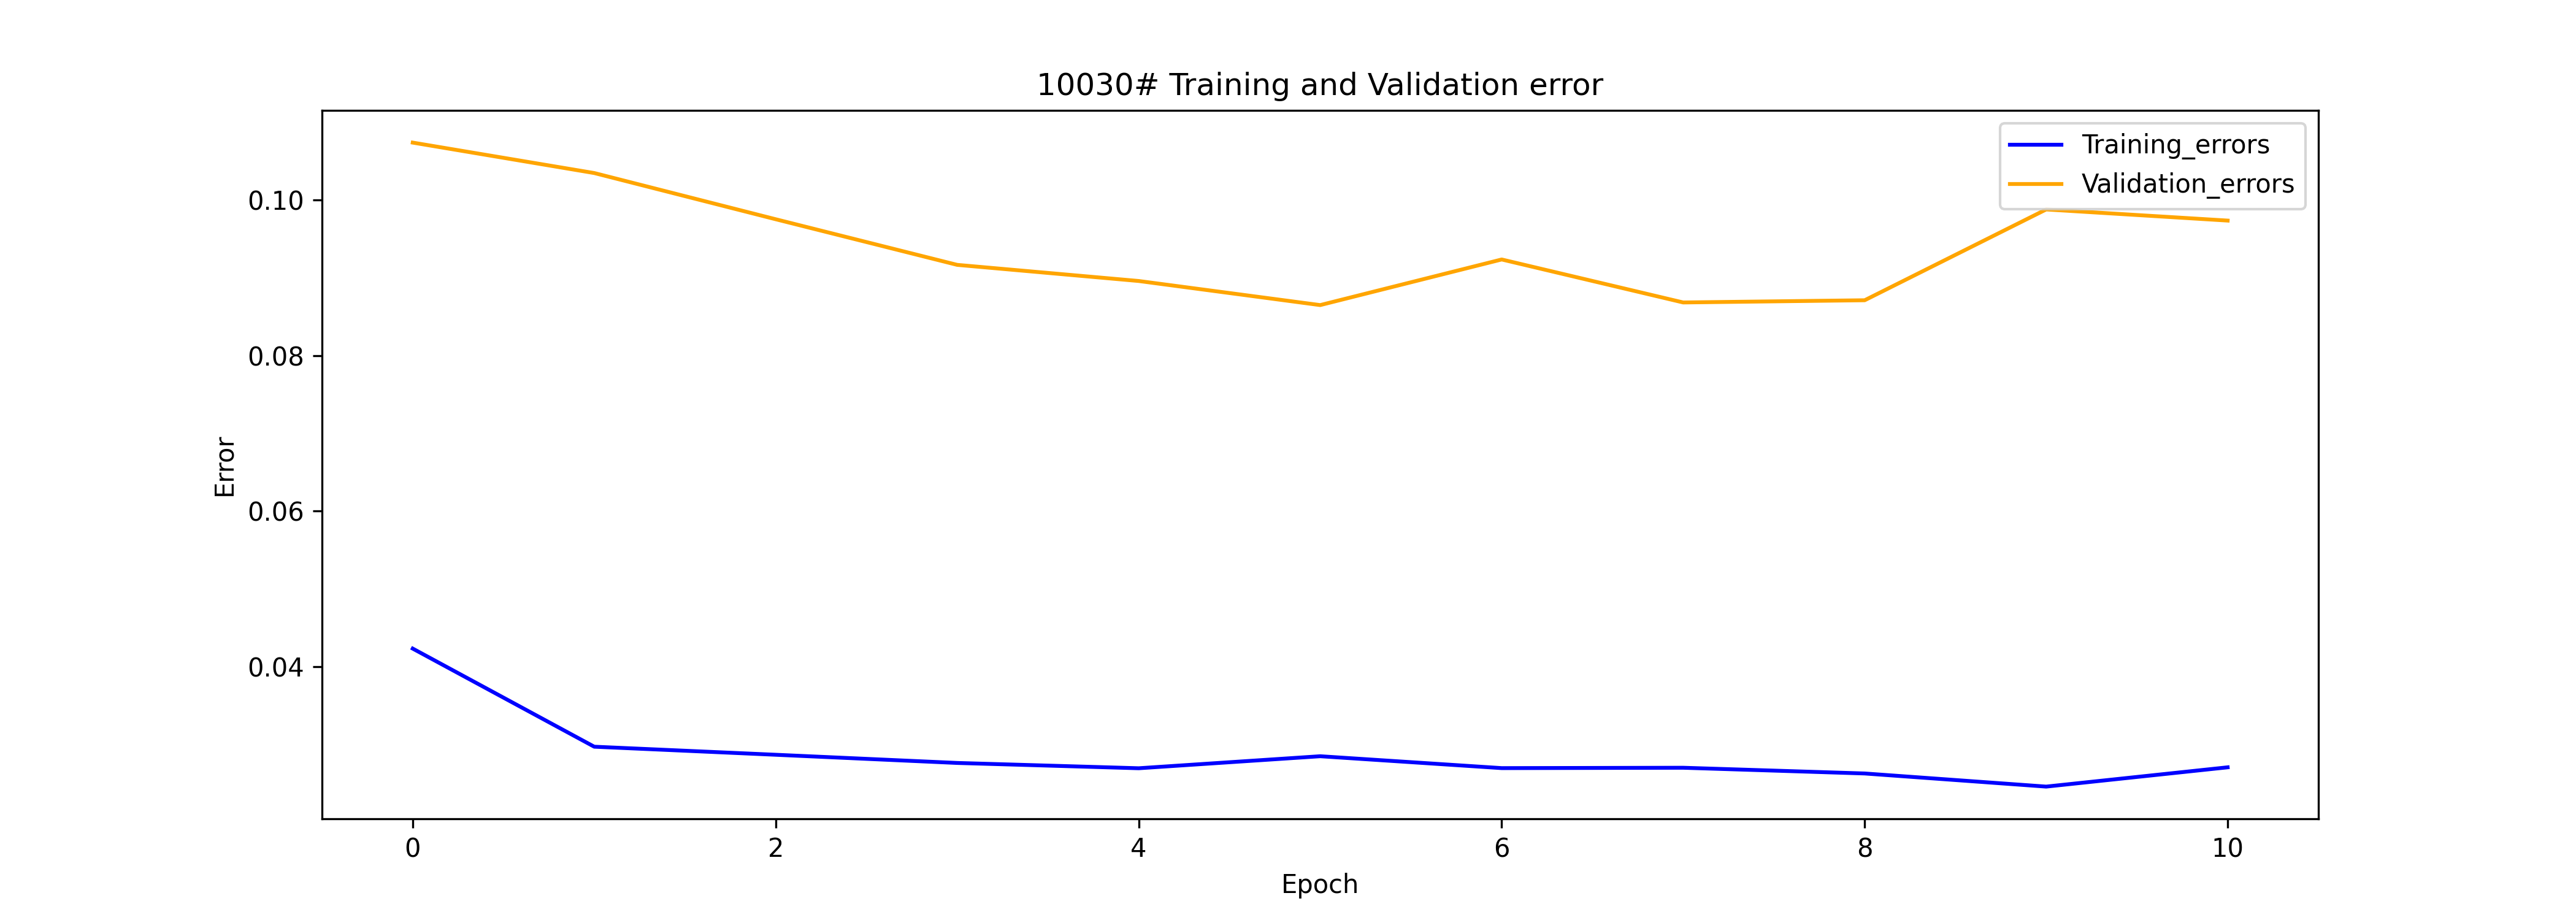 10030# Training and Validation error
Training_errors
Validation_errors
0.10
0.08
0.06
0.04
Error
0
2
4
6
8
10
Epoch